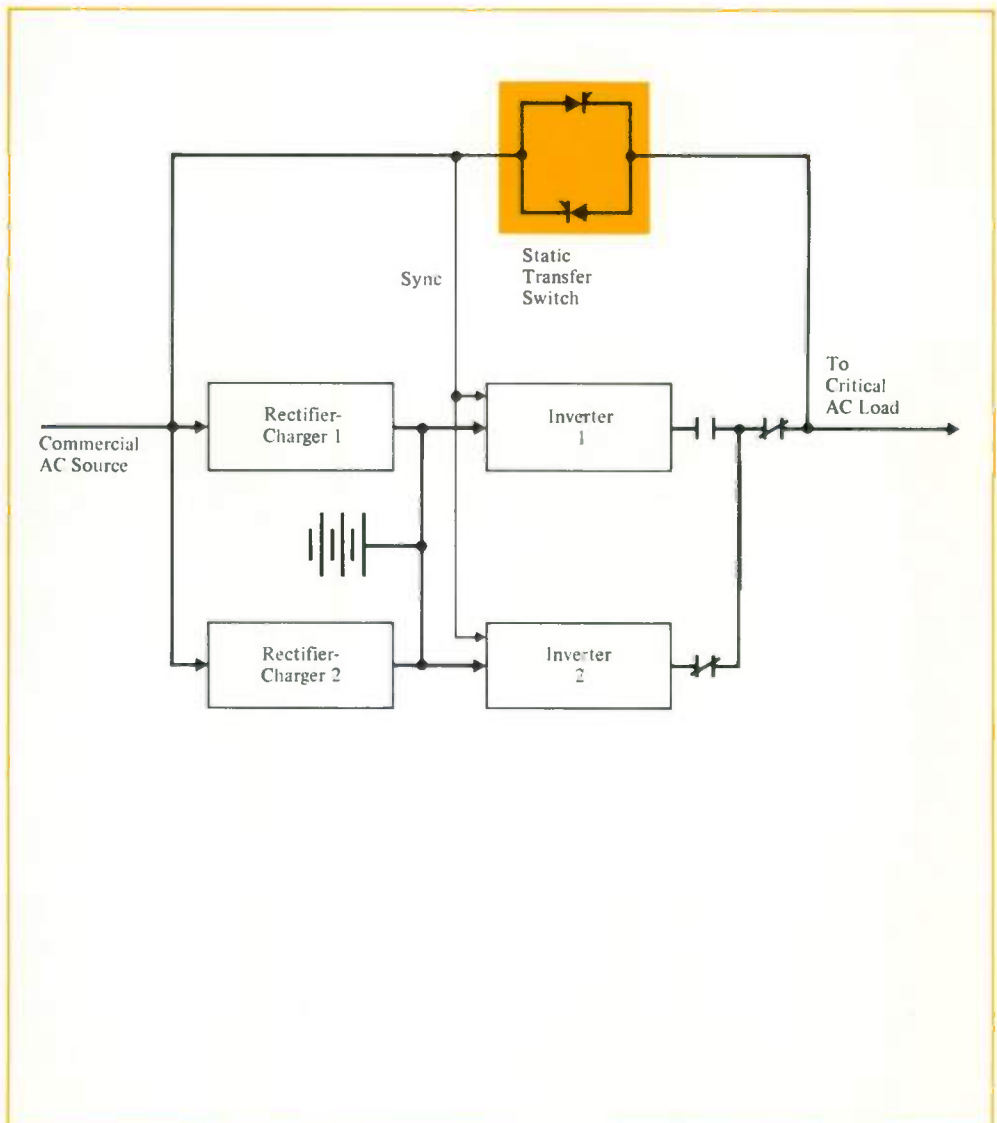 Static
Transfer
Switch
Sync
To
Critical
AC Load
Commercial
AC Source
Rectifier-
Charger 1
Inverter
1
Rectifier-
Charger 2
Inverter
2